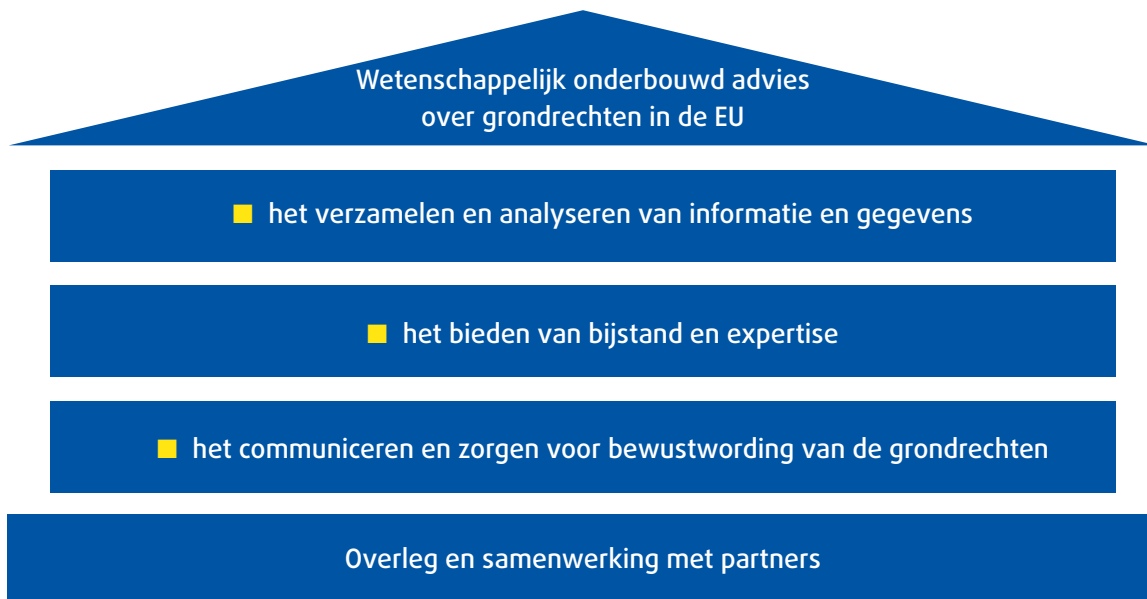 Wetenschappelijk onderbouwd advies
over grondrechten in de EU
het verzamelen en analyseren van informatie en gegevens
het bieden van bijstand en expertise
het communiceren en zorgen voor bewustwording van de grondrechten
Overleg en samenwerking met partners